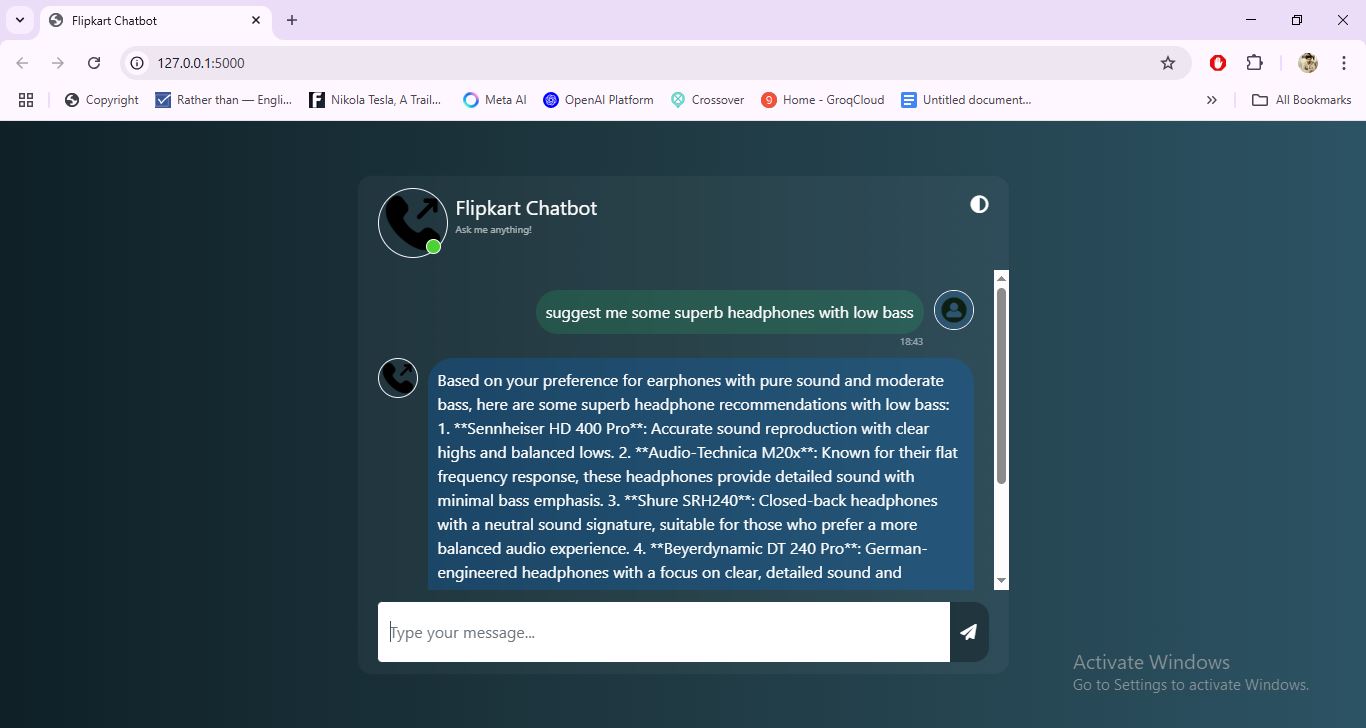 Flipkart Chatbot
127.0.0.1:5000
Copyright
Rather than — Engli...
Nikola Tesla, A Trail...
Meta AI
OpenAI Platform
Crossover
9
Home - GroqCloud
Untitled document...
»
All Bookmarks
Flipkart Chatbot
Ask me anything!
suggest me some superb headphones with low bass
18:43
Based on your preference for earphones with pure sound and moderate
bass, here are some superb headphone recommendations with low bass:
1. **Sennheiser HD 400 Pro**: Accurate sound reproduction with clear
highs and balanced lows. 2. **Audio-Technica M20x**: Known for their flat
frequency response, these headphones provide detailed sound with
minimal bass emphasis. 3. **Shure SRH240**: Closed-back headphones
with a neutral sound signature, suitable for those who prefer a more
balanced audio experience. 4. **Beyerdynamic DT 240 Pro**: German-
engineered headphones with a focus on clear, detailed sound and
Type your message...
Activate Windows
Go to Settings to activate Windows.